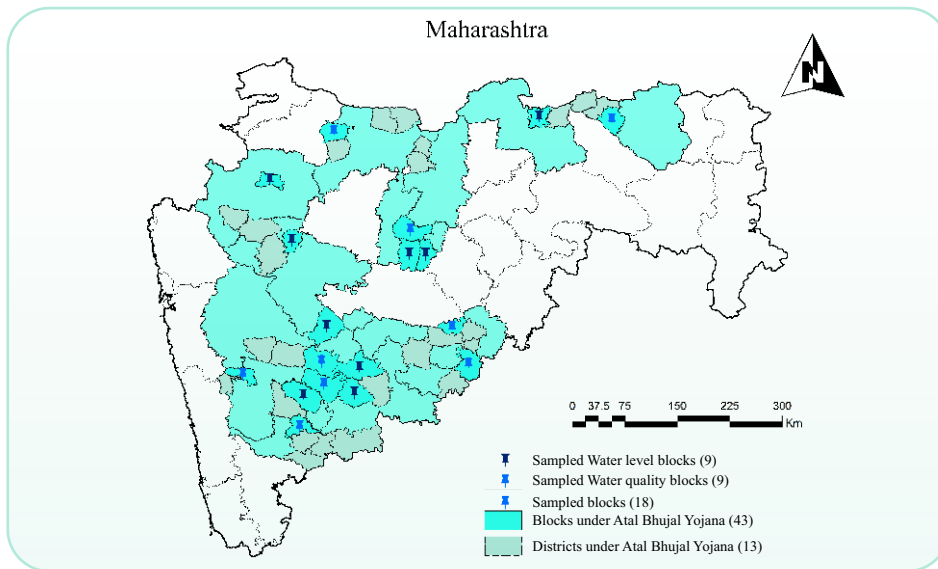 Maharashtra
N
0 37.5 75 150 225 300
Km
Sampled Water level blocks (9)
Sampled Water quality blocks (9)
Sampled blocks (18)
Blocks under Atal Bhujal Yojana (43)
Districts under Atal Bhujal Yojana (13)